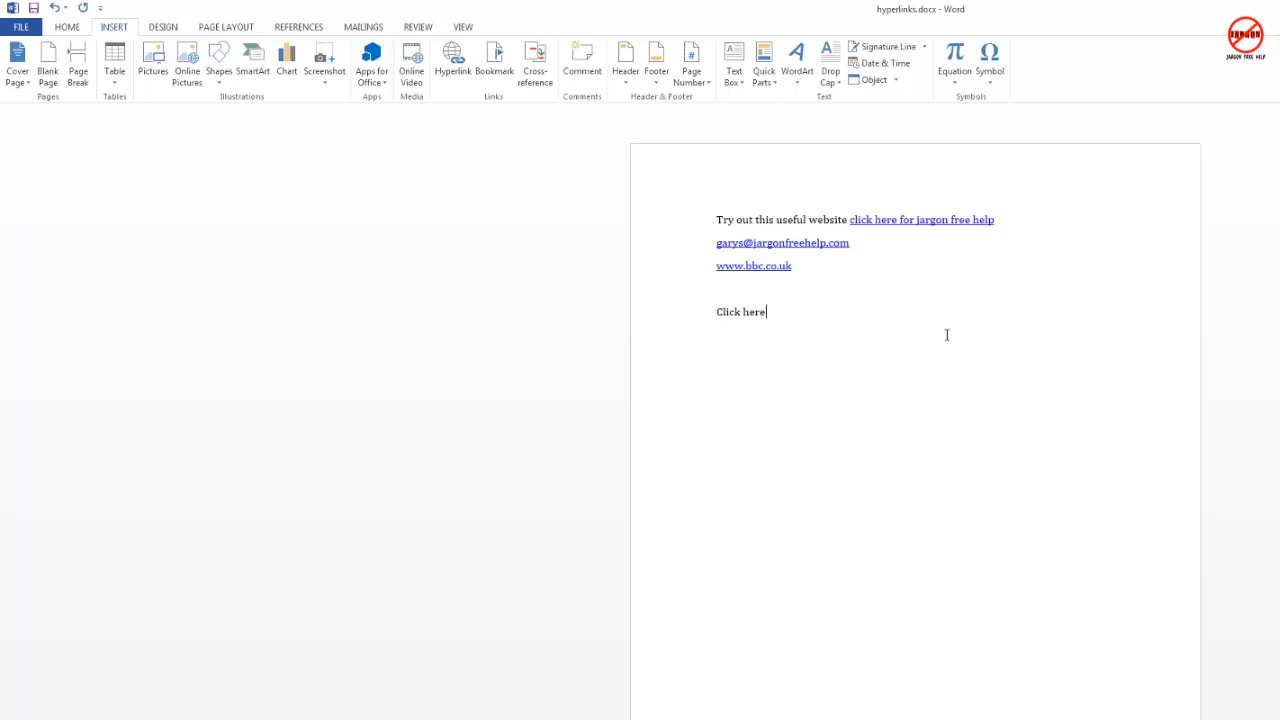 hyperlinks.docx - Word
FILE HOME INSERT DESIGN PAGE LAYOUT REFERENCES MAILINGS REVIEW VIEW
JARGON
JARGON FREE HELP
Cover Page
Blank Page
Page Break
Table
Pictures
Online Pictures
Shapes
SmartArt
Chart
Screenshot
Apps for Office
Online Video
Hyperlink
Bookmark
Cross-reference
Comment
Header
Footer
Page Number
Text Box
Quick Parts
WordArt
Drop Cap
Signature Line
Date & Time
Object
Equation
Symbol
Pages Tables Illustrations Apps Media Links Comments Header & Footer Text Symbols
Try out this useful website click here for jargon free help
garys@jargonfreehelp.com
www.bbc.co.uk
Click here